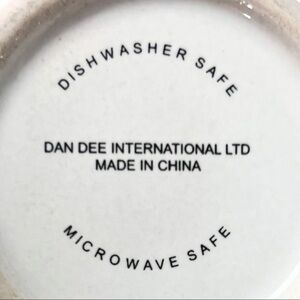 DISHWASHER SAFE
DAN DEE INTERNATIONAL LTD
MADE IN CHINA
MICROWAVE SAFE